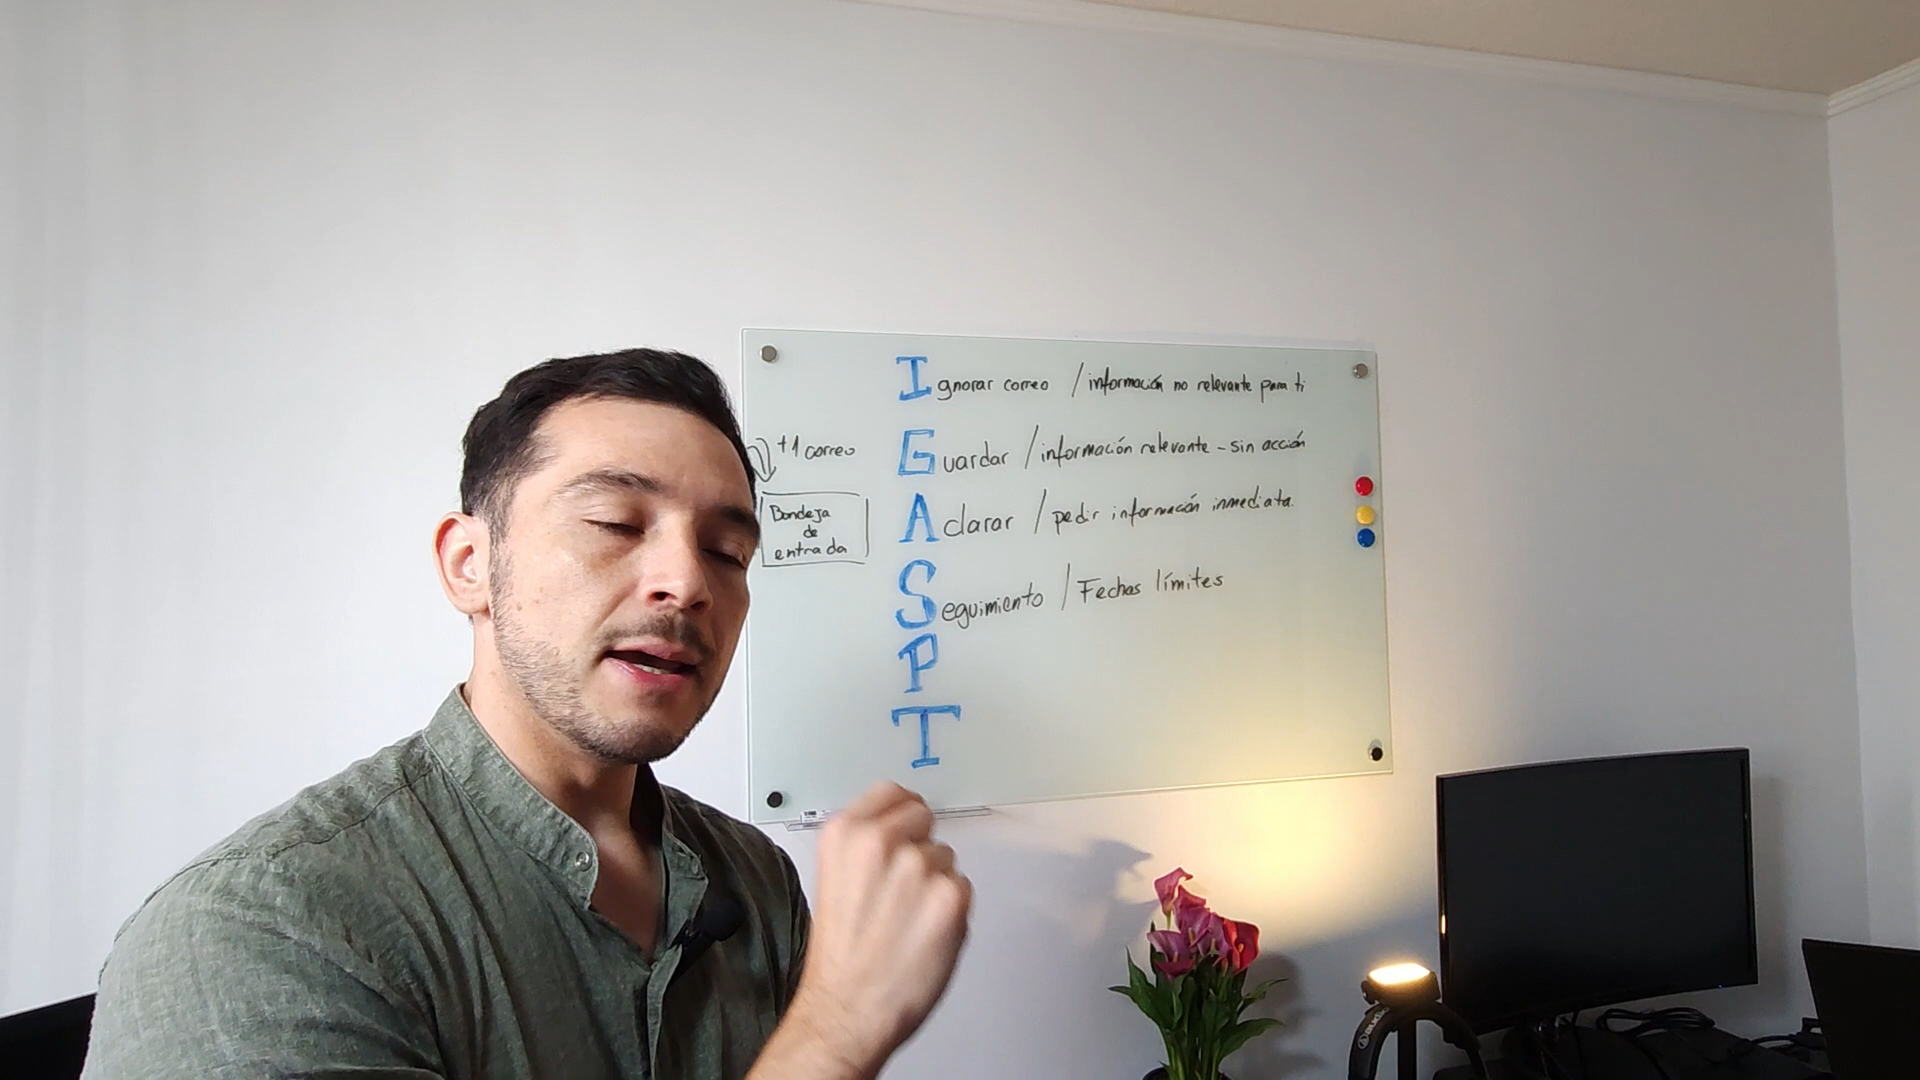 Ignorar correo / información no relevante para ti
+1 correo
Guardar / información relevante - sin acción
Bandeja
de
entrada
Aclarar / pedir información inmediata.
Seguimiento / Fechas límites
P
T